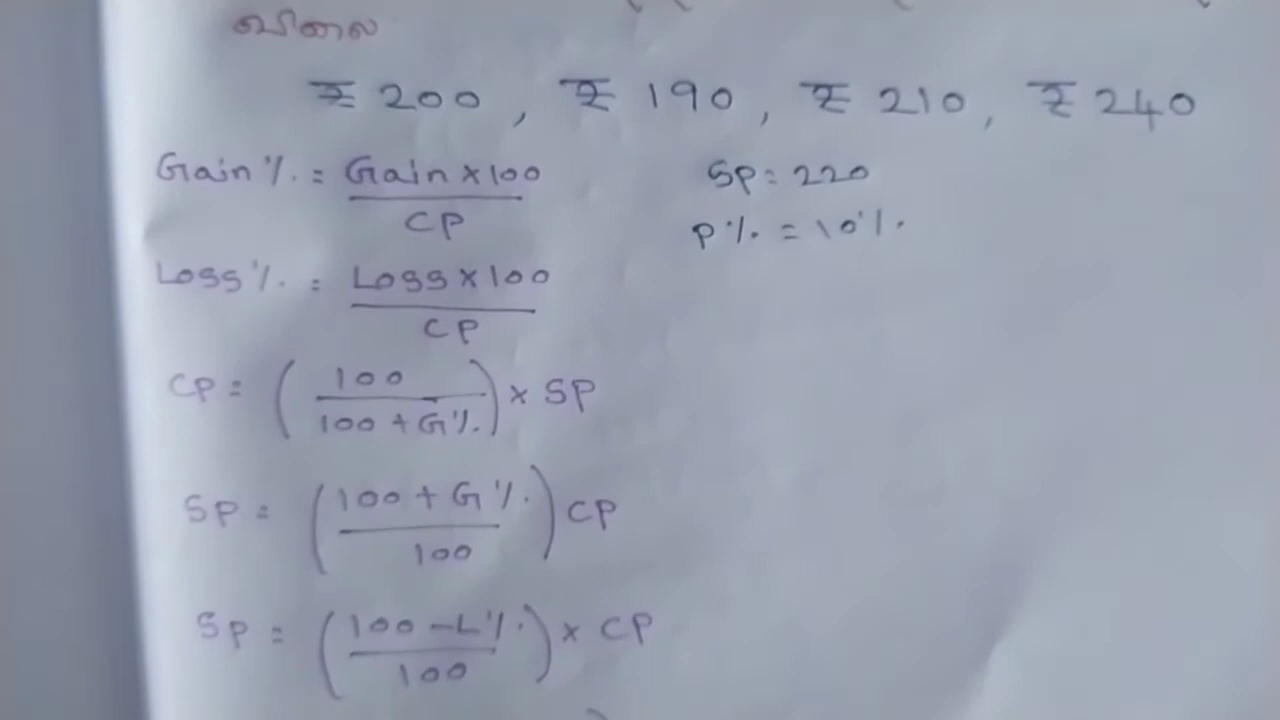 விலை
₹ 200 , ₹ 190 , ₹ 210 , ₹ 240
Gain % = Gain × 100 / CP
SP = 220
P% = 10%
Loss % = Loss × 100 / CP
CP = ( 100 / 100 + G% ) × SP
SP = ( 100 + G% / 100 ) CP
SP = ( 100 - L% / 100 ) × CP